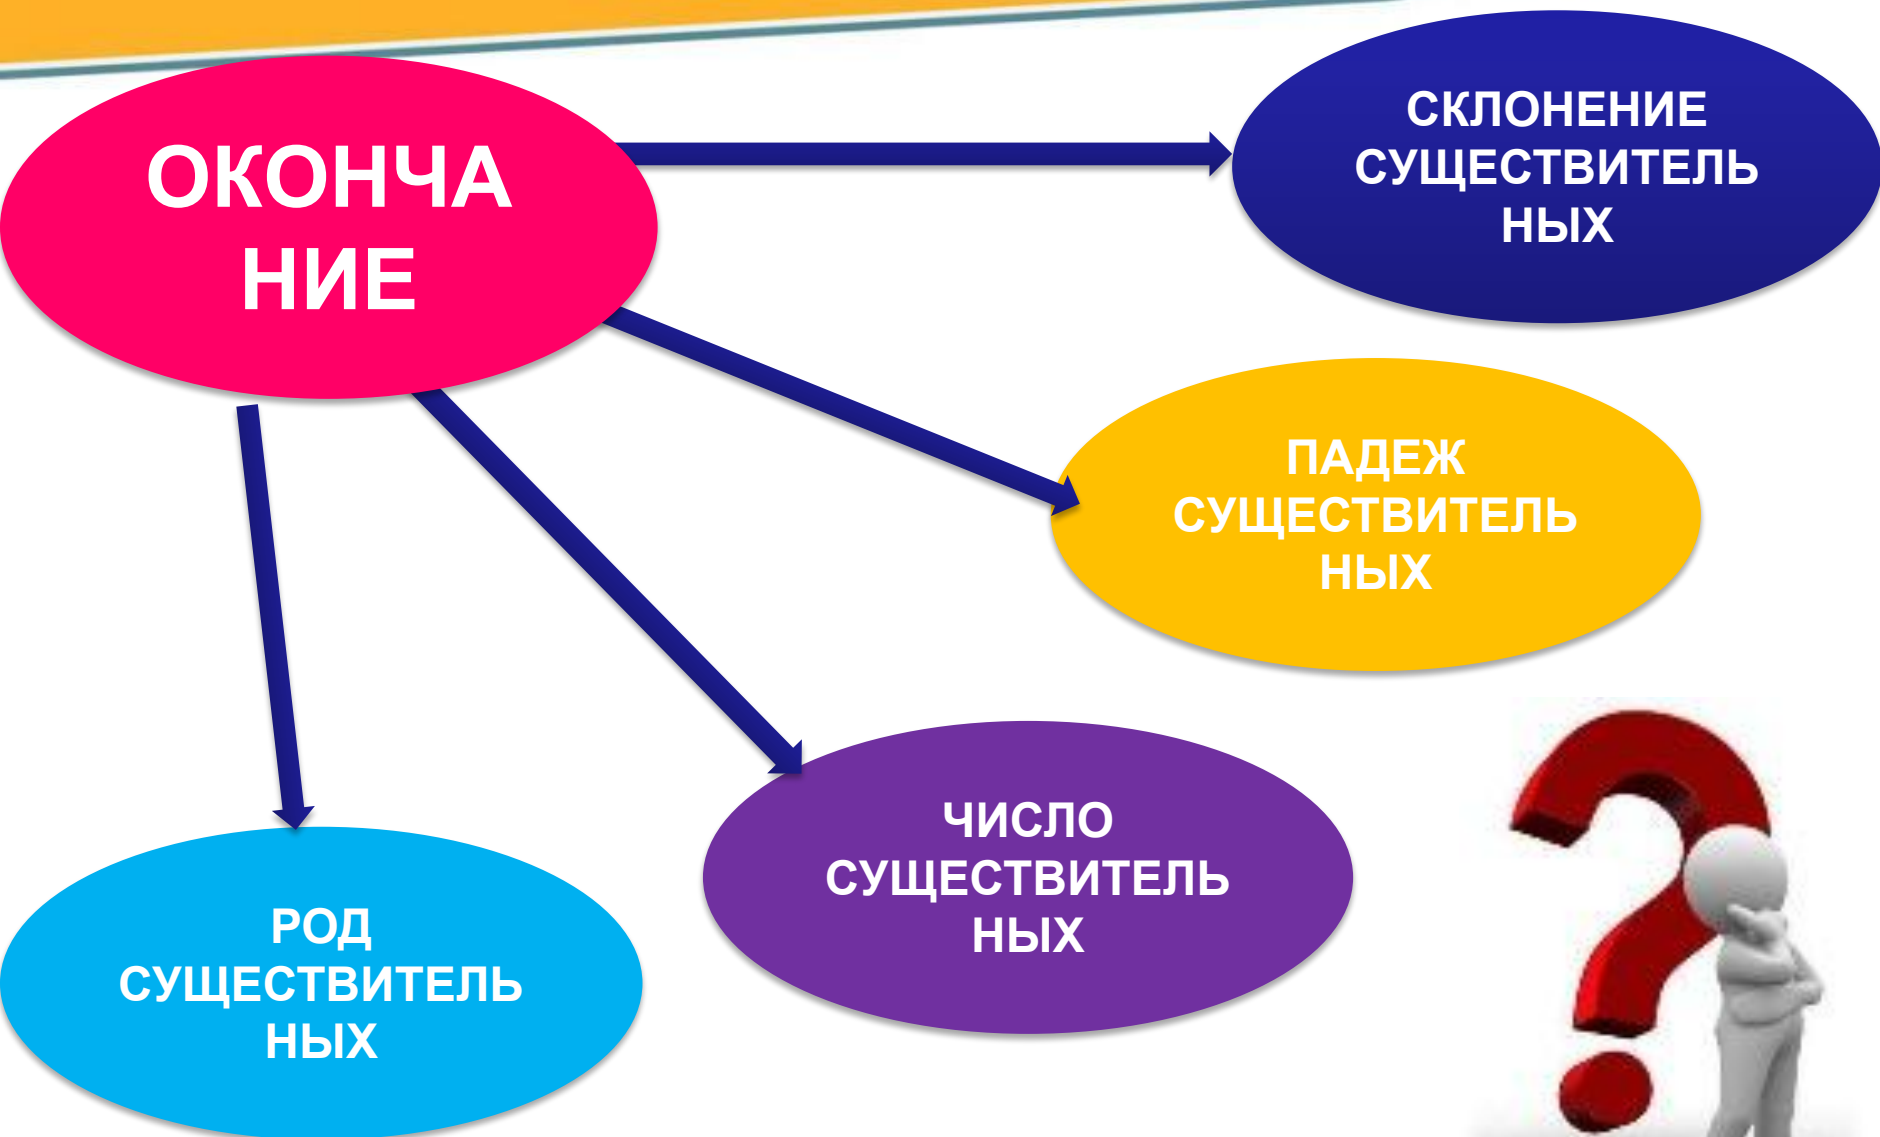 ОКОНЧА
НИЕ
СКЛОНЕНИЕ
СУЩЕСТВИТЕЛЬ
НЫХ
ПАДЕЖ
СУЩЕСТВИТЕЛЬ
НЫХ
ЧИСЛО
СУЩЕСТВИТЕЛЬ
НЫХ
РОД
СУЩЕСТВИТЕЛЬ
НЫХ